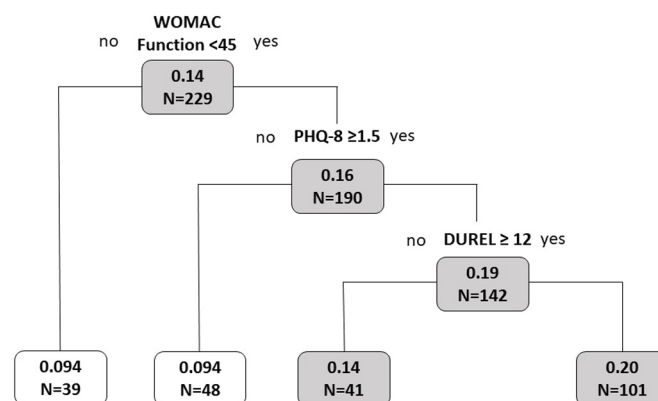 WOMAC
no Function <45 yes
0.14
N=229
no PHQ-8 ≥1.5 yes
0.16
N=190
no DUREL ≥ 12 yes
0.19
N=142
0.094
N=39
0.094
N=48
0.14
N=41
0.20
N=101